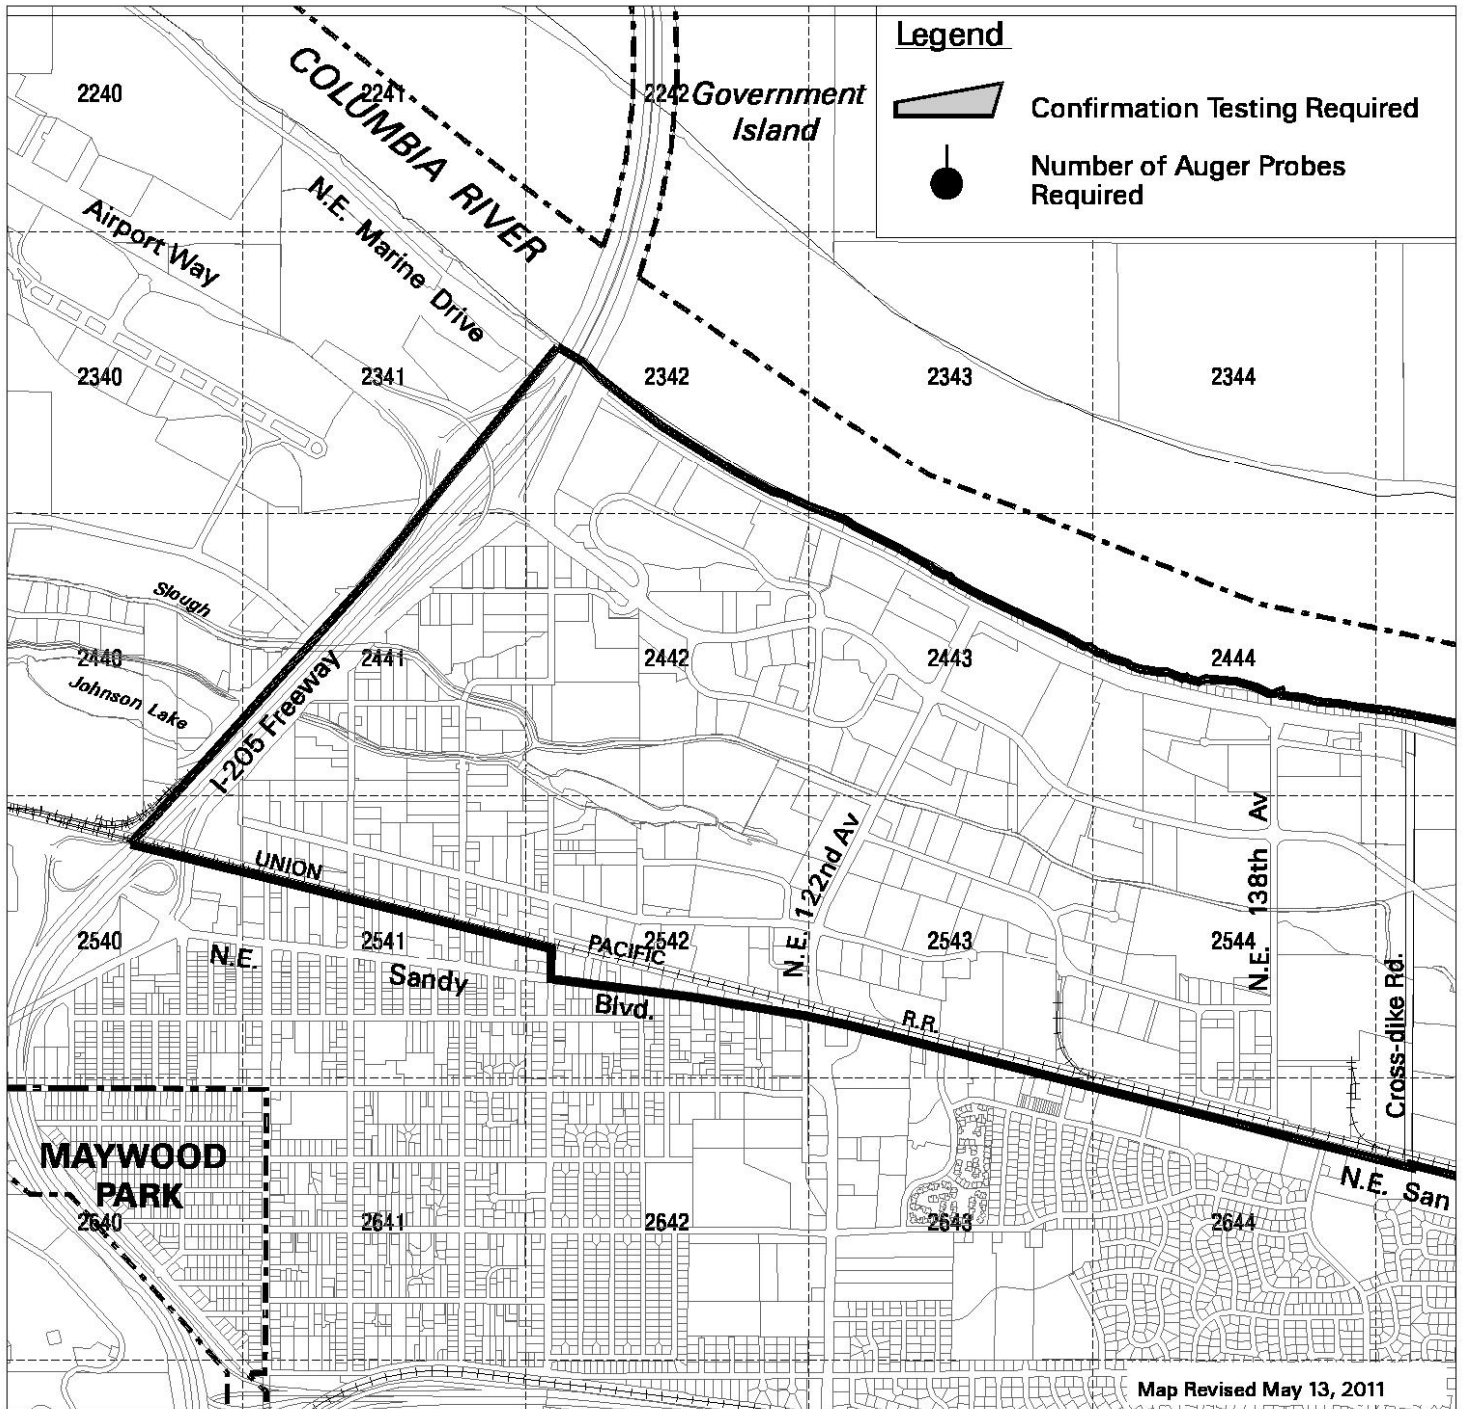 Legend
Confirmation Testing Required
Number of Auger Probes
Required
2240
2241
2242
Government
Island
COLUMBIA RIVER
N.E. Marine Drive
Airport Way
2340
2341
2342
2343
2344
Slough
2440
2441
2442
2443
2444
Johnson Lake
I-205 Freeway
UNION
PACIFIC
R.R.
N.E. 122nd Av
N.E. 138th Av
Cross-dike Rd.
2540
2541
2542
2543
2544
N.E.
Sandy
Blvd.
MAYWOOD
PARK
N.E. San
2640
2641
2642
2643
2644
Map Revised May 13, 2011